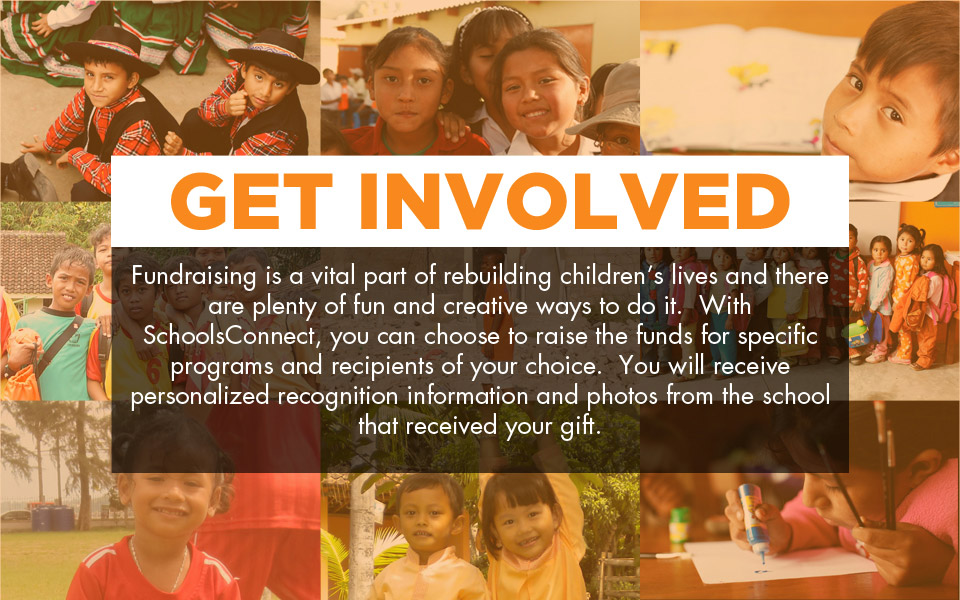 GET INVOLVED
Fundraising is a vital part of rebuilding children's lives and there
are plenty of fun and creative ways to do it.  With
SchoolsConnect, you can choose to raise the funds for specific
programs and recipients of your choice.  You will receive
personalized recognition information and photos from the school
that received your gift.